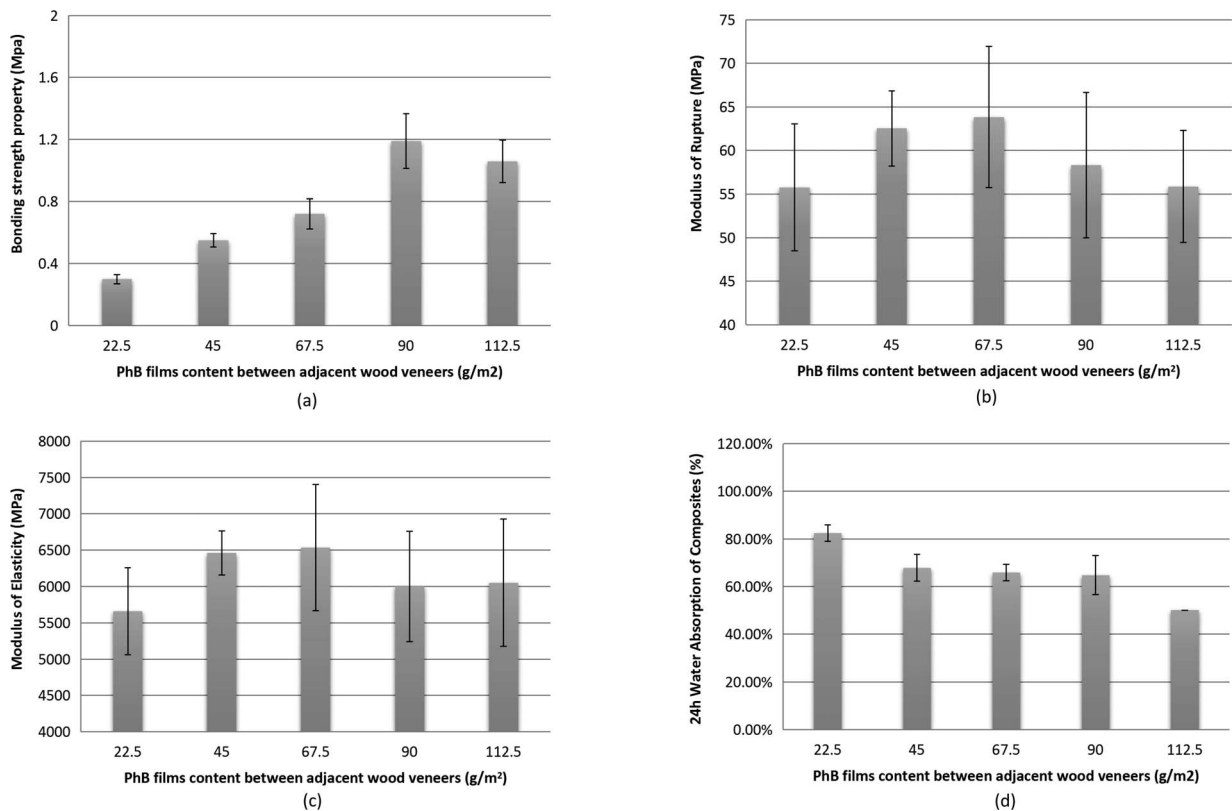 Bonding strength property (Mpa)
2
1.6
1.2
0.8
0.4
0
22.5 45 67.5 90 112.5
PhB films content between adjacent wood veneers (g/m2)
(a)
Modulus of Rupture (MPa)
75
70
65
60
55
50
45
40
22.5 45 67.5 90 112.5
PhB films content between adjacent wood veneers (g/m²)
(b)
Modulus of Elasticity (MPa)
8000
7500
7000
6500
6000
5500
5000
4500
4000
22.5 45 67.5 90 112.5
PhB films content between adjacent wood veneers (g/m²)
(c)
24h Water Absorption of Composites (%)
120.00%
100.00%
80.00%
60.00%
40.00%
20.00%
0.00%
22.5 45 67.5 90 112.5
PhB films content between adjacent wood veneers (g/m²)
(d)